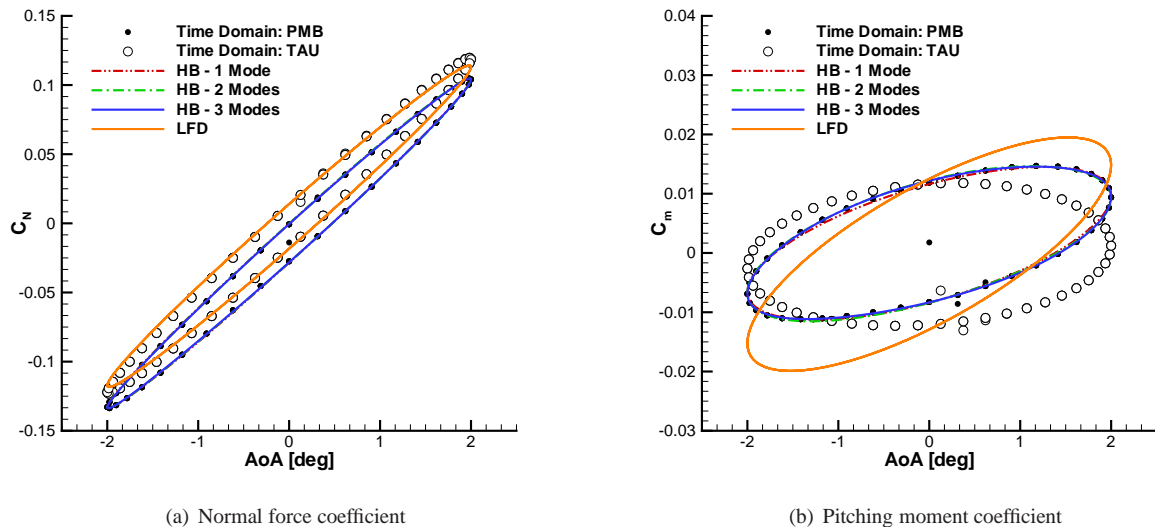 0.15
0.1
0.05
0
-0.05
-0.1
-0.15
C_N
-2
-1
0
1
2
AoA [deg]
Time Domain: PMB
Time Domain: TAU
HB - 1 Mode
HB - 2 Modes
HB - 3 Modes
LFD
(a) Normal force coefficient
0.04
0.03
0.02
0.01
0
-0.01
-0.02
-0.03
C_m
-2
-1
0
1
2
AoA [deg]
Time Domain: PMB
Time Domain: TAU
HB - 1 Mode
HB - 2 Modes
HB - 3 Modes
LFD
(b) Pitching moment coefficient